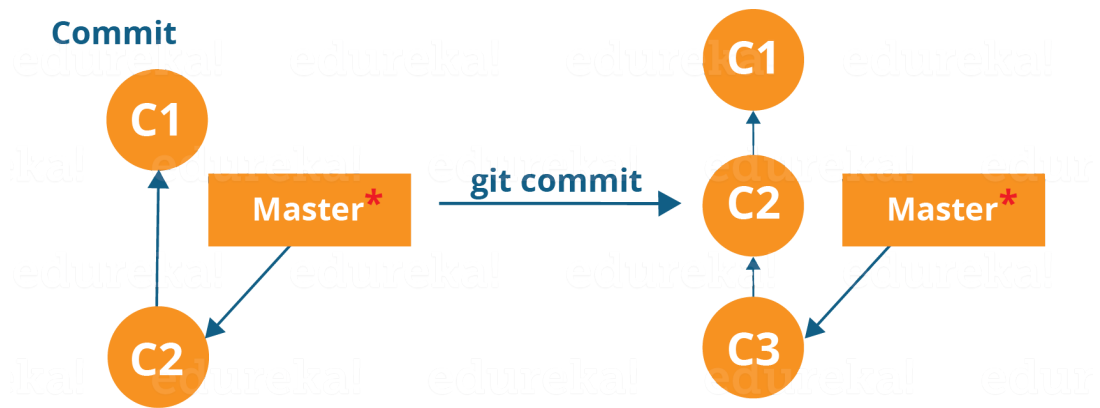 Commit
C1
Master*
C2
git commit
C1
C2
Master*
C3
edureka!